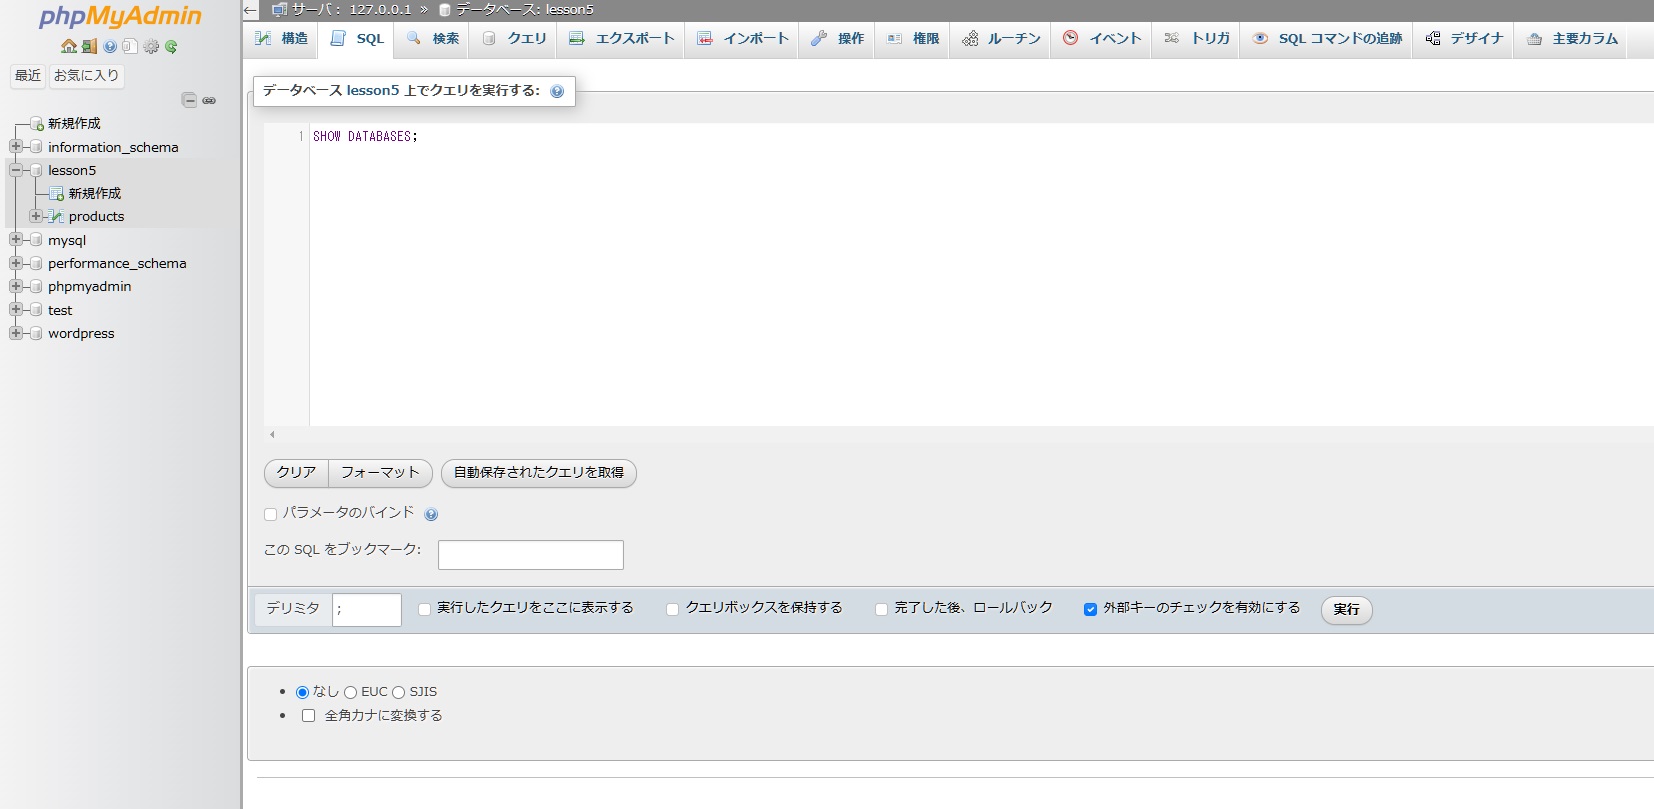 phpMyAdmin
最近 お気に入り
新規作成
information_schema
lesson5
新規作成
products
mysql
performance_schema
phpmyadmin
test
wordpress
サーバ: 127.0.0.1 » データベース: lesson5
構造 SQL 検索 クエリ エクスポート インポート 操作 権限 ルーチン イベント トリガ SQL コマンドの追跡 デザイナ 主要カラム
データベース lesson5 上でクエリを実行する:
1 SHOW DATABASES;
クリア フォーマット 自動保存されたクエリを取得
パラメータのバインド
この SQL をブックマーク:
デリミタ ; 実行したクエリをここに表示する クエリボックスを保持する 完了した後、ロールバック 外部キーのチェックを有効にする 実行
なし EUC SJIS
全角カナに変換する